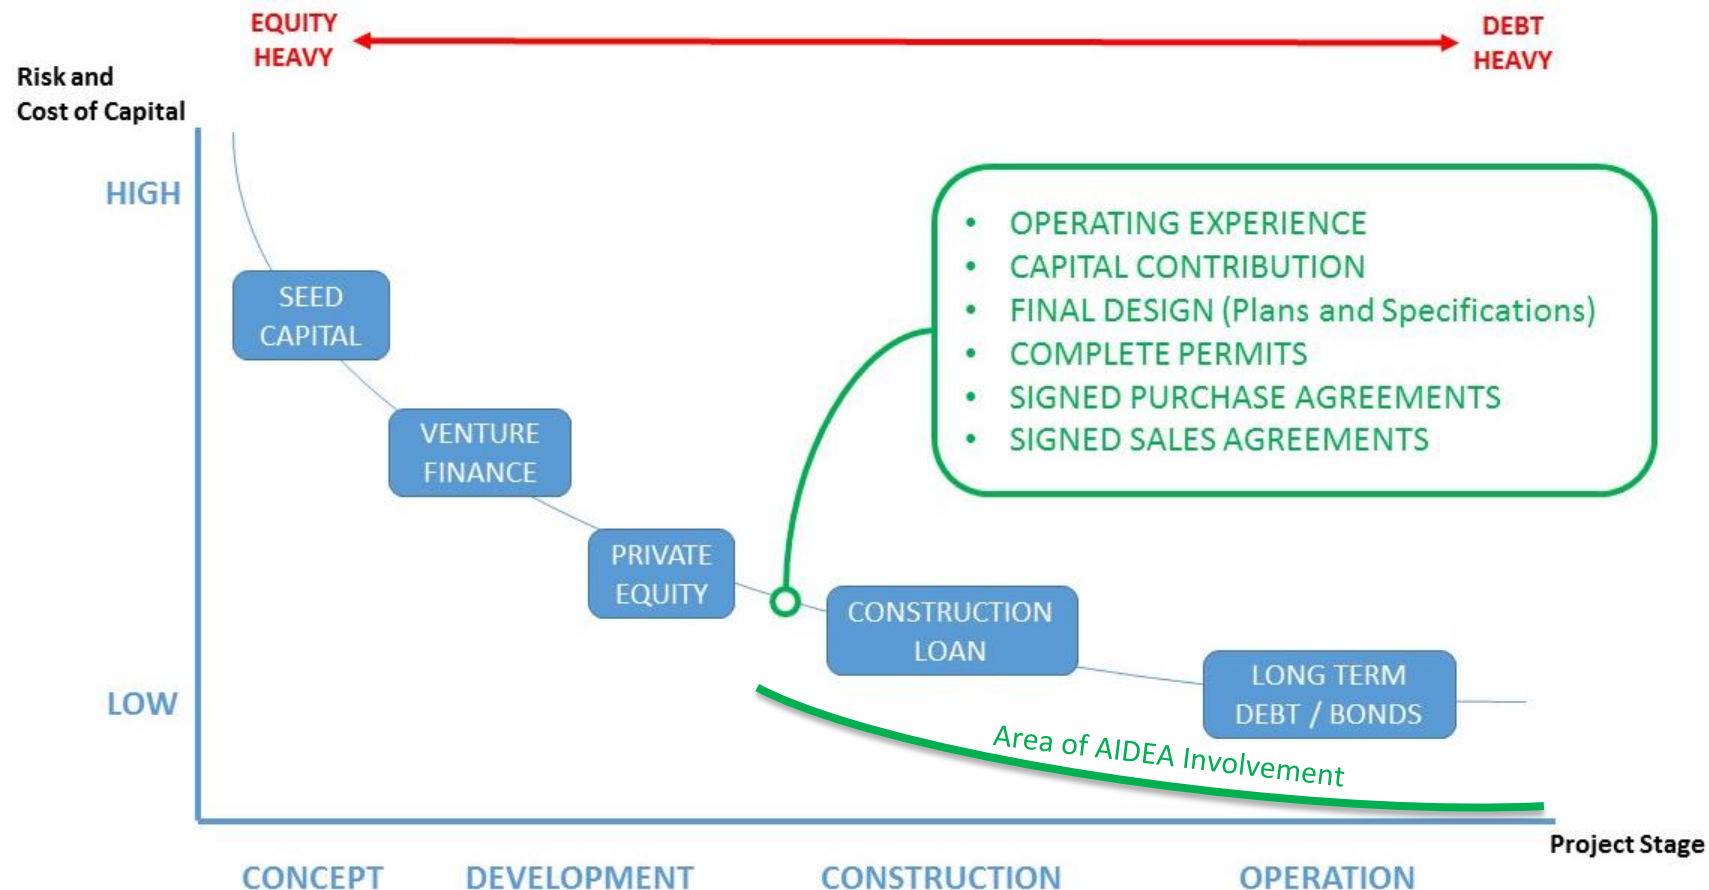 EQUITY
HEAVY
DEBT
HEAVY
Risk and
Cost of Capital
HIGH
• OPERATING EXPERIENCE
• CAPITAL CONTRIBUTION
• FINAL DESIGN (Plans and Specifications)
• COMPLETE PERMITS
• SIGNED PURCHASE AGREEMENTS
• SIGNED SALES AGREEMENTS
SEED
CAPITAL
VENTURE
FINANCE
PRIVATE
EQUITY
CONSTRUCTION
LOAN
LONG TERM
DEBT / BONDS
LOW
Area of AIDEA Involvement
Project Stage
CONCEPT
DEVELOPMENT
CONSTRUCTION
OPERATION